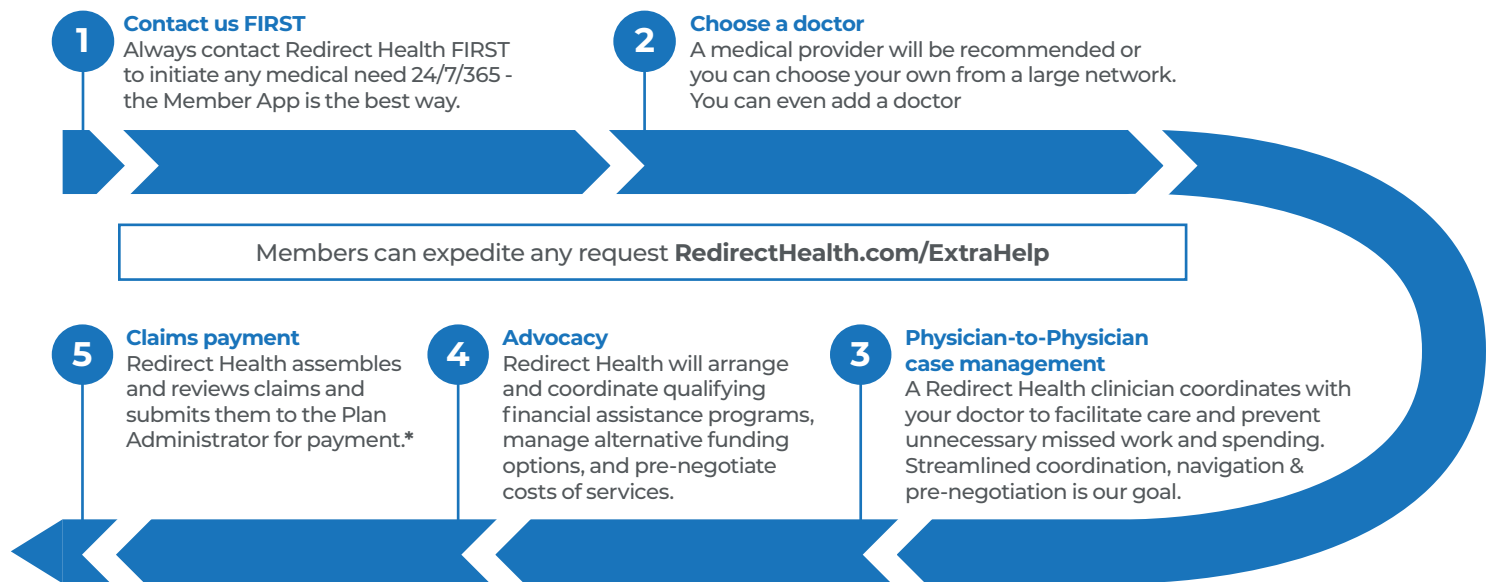 1
Contact us FIRST
Always contact Redirect Health FIRST
to initiate any medical need 24/7/365 -
the Member App is the best way.
2
Choose a doctor
A medical provider will be recommended or
you can choose your own from a large network.
You can even add a doctor
Members can expedite any request RedirectHealth.com/ExtraHelp
3
Physician-to-Physician
case management
A Redirect Health clinician coordinates with
your doctor to facilitate care and prevent
unnecessary missed work and spending.
Streamlined coordination, navigation &
pre-negotiation is our goal.
4
Advocacy
Redirect Health will arrange
and coordinate qualifying
financial assistance programs,
manage alternative funding
options, and pre-negotiate
costs of services.
5
Claims payment
Redirect Health assembles
and reviews claims and
submits them to the Plan
Administrator for payment.*